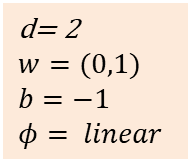 d= 2
w = (0,1)
b = −1
ϕ = linear